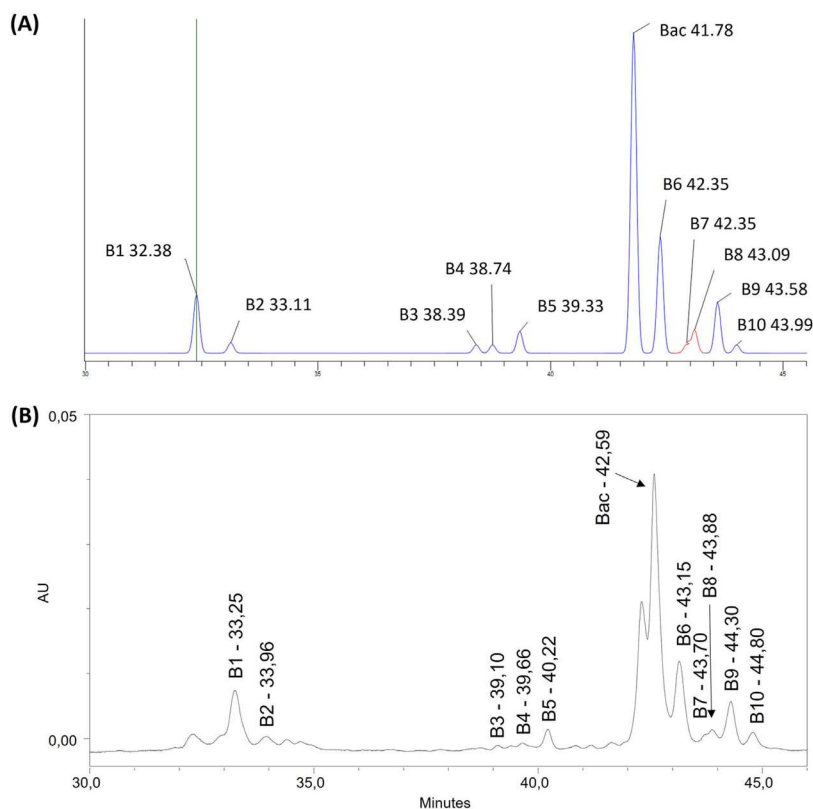 (A)
Bac 41.78
B6 42.35
B7 42.35
B1 32.38
B4 38.74
B8 43.09
B2 33.11
B3 38.39
B5 39.33
B9 43.58
B10 43.99
30
35
40
45
(B)
0,05
AU
0,00
B1 - 33,25
B2 - 33,96
B3 - 39,10
B4 - 39,66
B5 - 40,22
Bac - 42,59
B6 - 43,15
B7 - 43,70
B8 - 43,88
B9 - 44,30
B10 - 44,80
30,0
35,0
40,0
45,0
Minutes